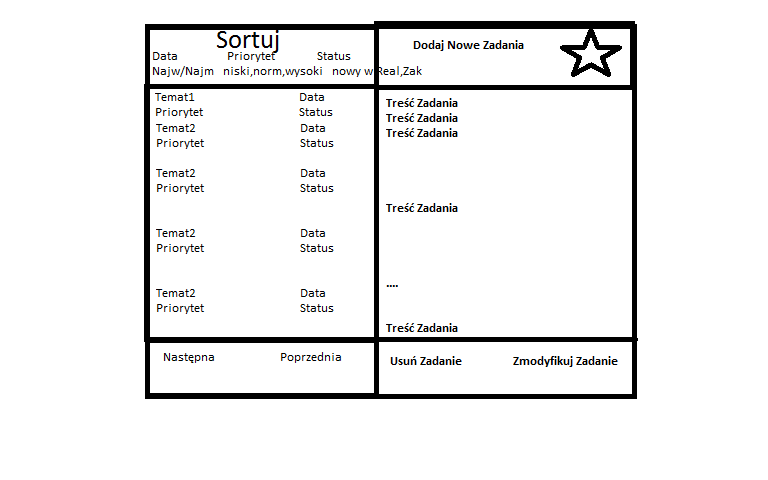 Sortuj
Data Priorytet Status
Najw/Najm niski,norm,wysoki nowy w Real,Zak
Dodaj Nowe Zadania
Temat1 Data
Priorytet Status
Temat2 Data
Priorytet Status
Temat2 Data
Priorytet Status
Temat2 Data
Priorytet Status
Temat2 Data
Priorytet Status
Treść Zadania
Treść Zadania
Treść Zadania
Treść Zadania
....
Treść Zadania
Następna Poprzednia
Usuń Zadanie Zmodyfikuj Zadanie